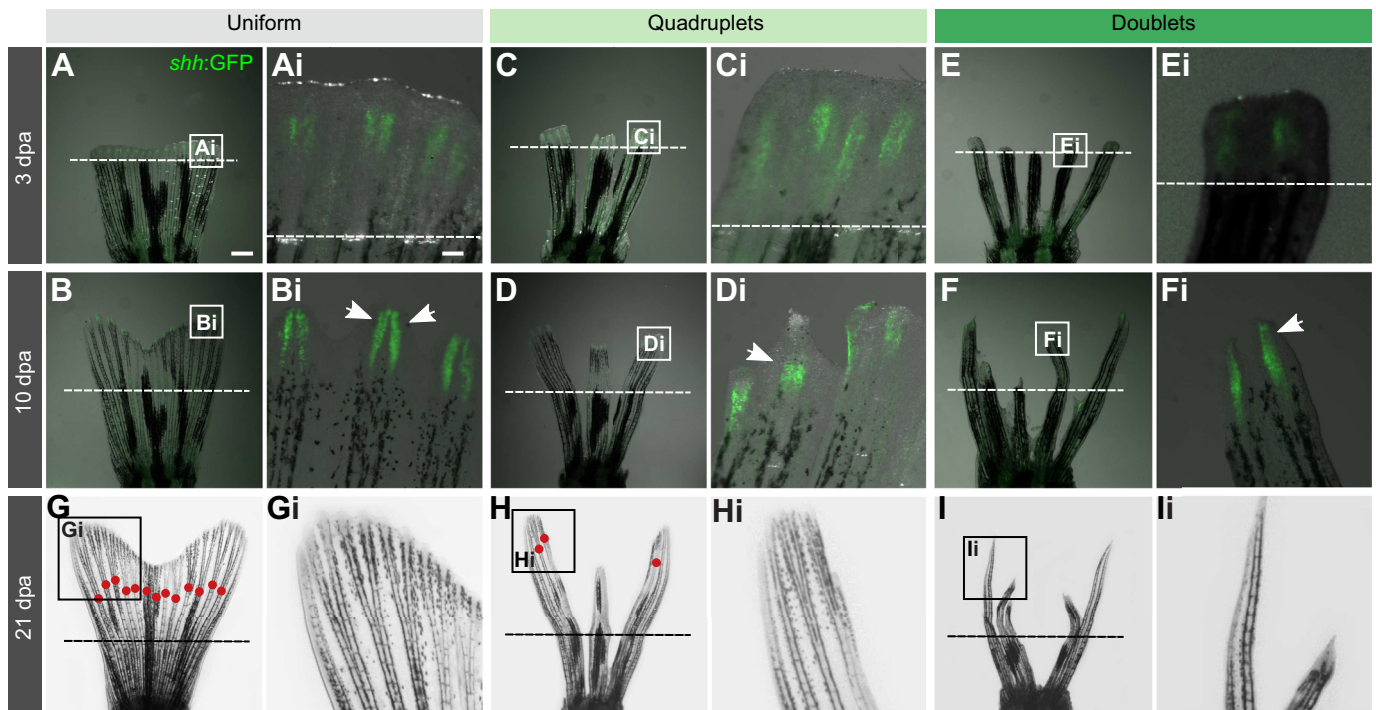 Uniform
Quadruplets
Doublets
3 dpa
A
shh:GFP
Ai
Ai
C
Ci
Ci
E
Ei
Ei
10 dpa
B
Bi
Bi
D
Di
Di
F
Fi
Fi
21 dpa
G
Gi
Gi
H
Hi
Hi
I
Ii
Ii